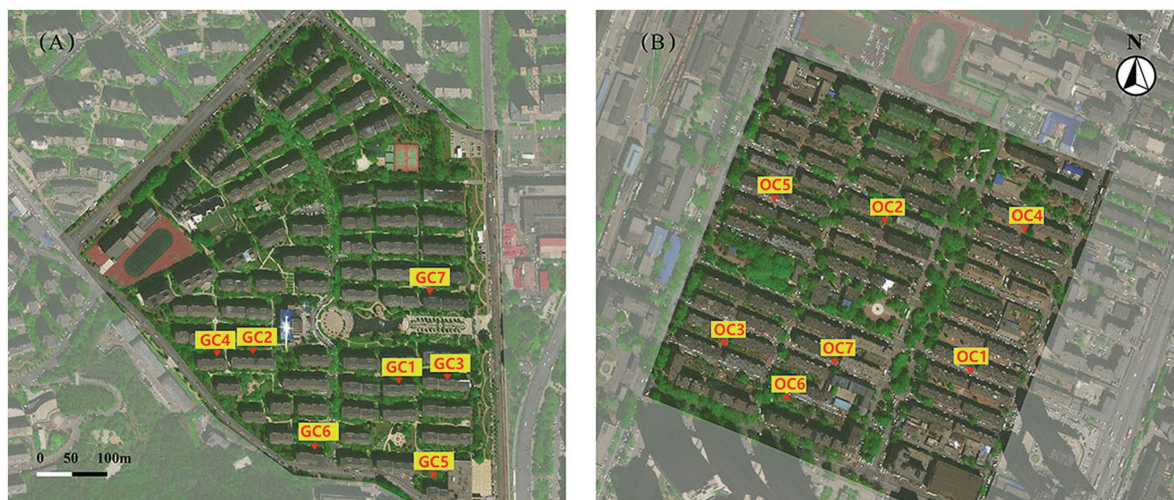 (A)
(B)
N
OC5
OC2
OC4
GC7
GC4
GC2
GC1
GC3
OC3
OC7
OC1
OC6
GC6
GC5
0 50 100m